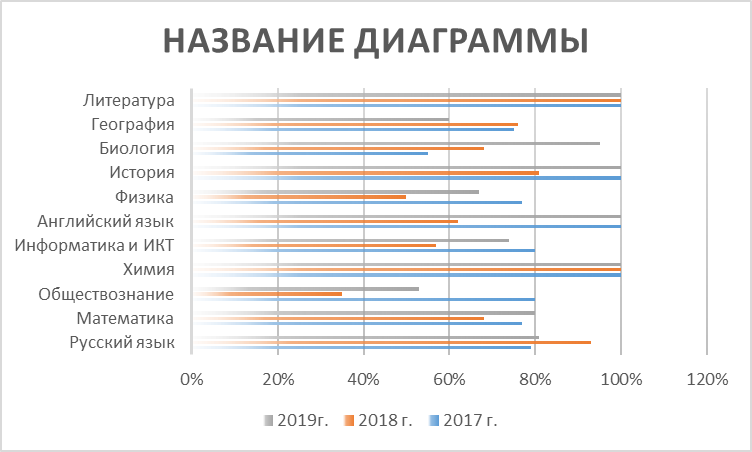 НАЗВАНИЕ ДИАГРАММЫ
Литература
География
Биология
История
Физика
Английский язык
Информатика и ИКТ
Химия
Обществознание
Математика
Русский язык
0% 20% 40% 60% 80% 100% 120%
2019г. 2018 г. 2017 г.